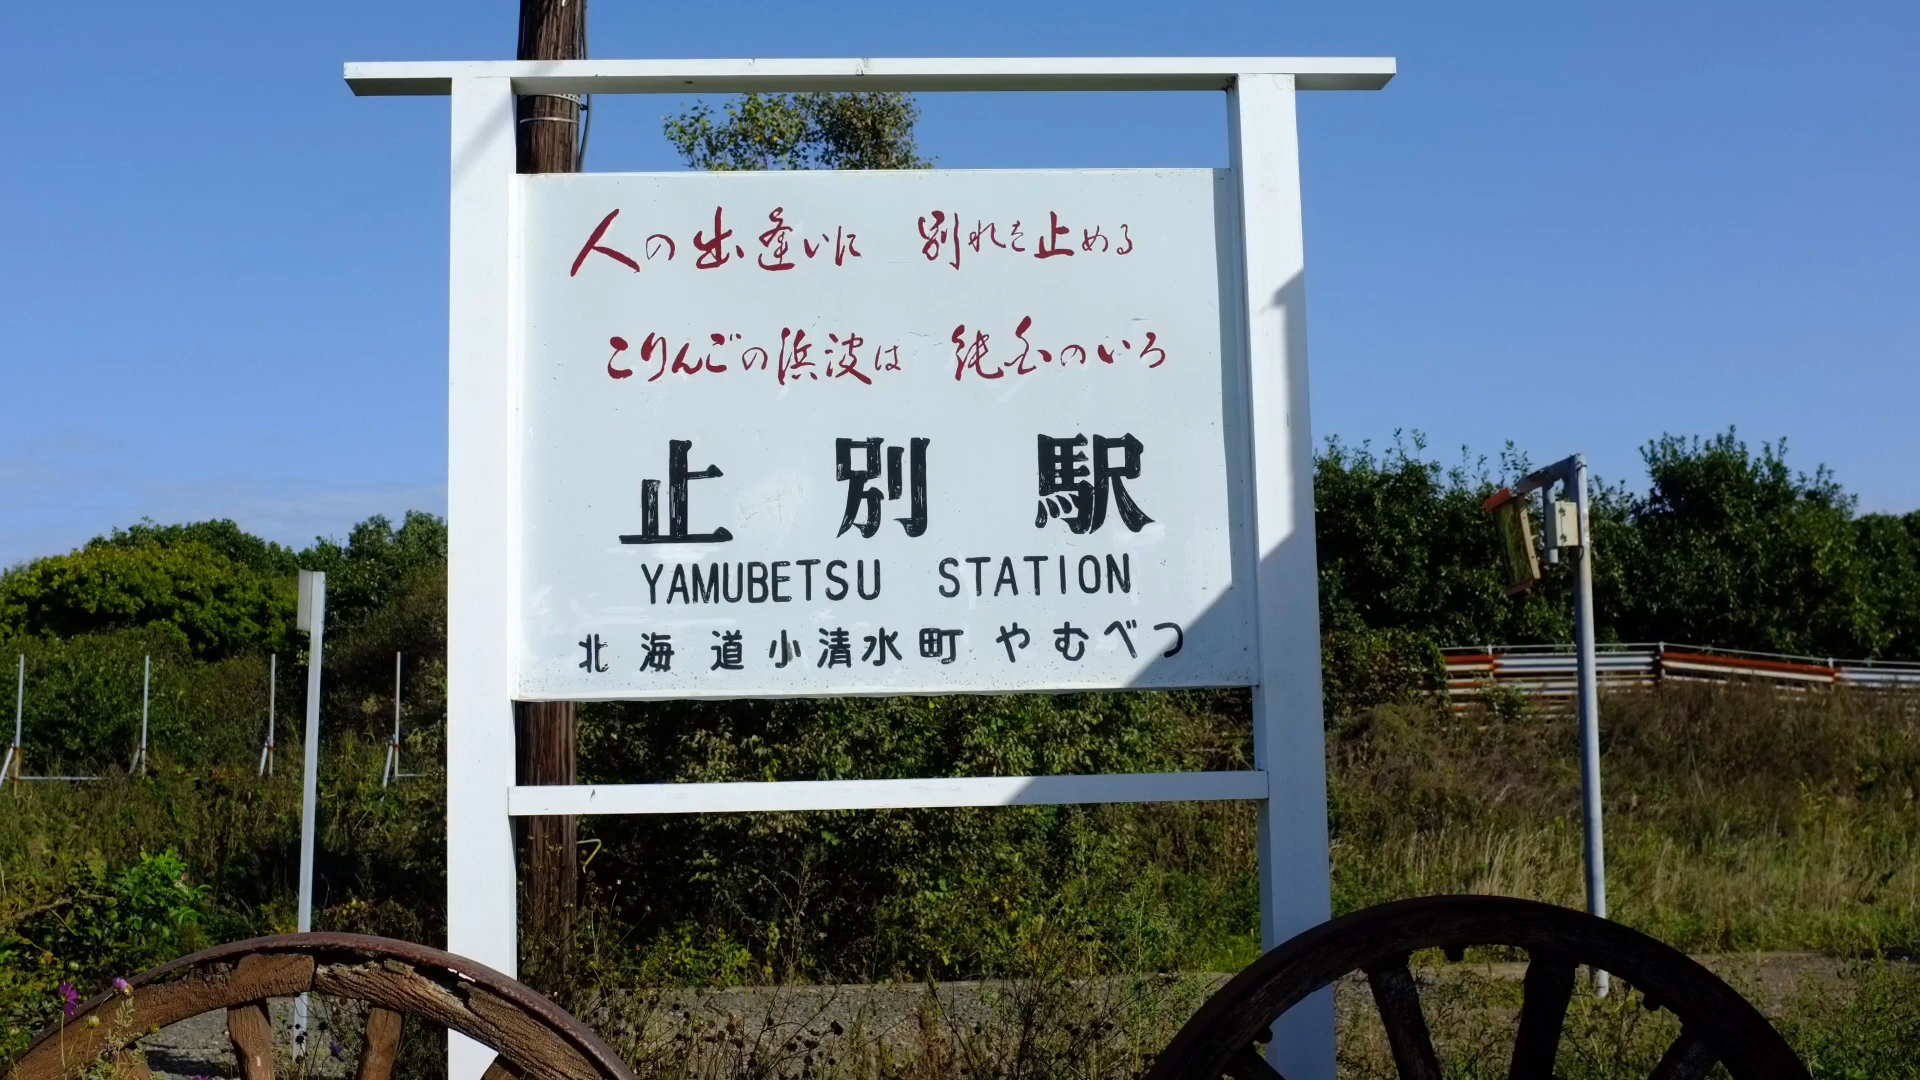 人の出逢いに 別れを止める
こりんごの浜波は 純白のいろ
止別駅
YAMUBETSU STATION
北海道小清水町 やむべつ